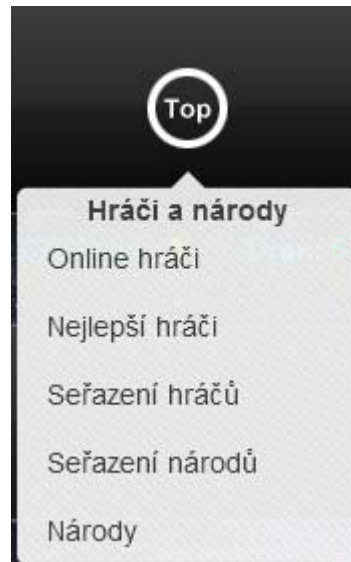 Top
Hráči a národy
Online hráči
Nejlepší hráči
Seřazení hráčů
Seřazení národů
Národy